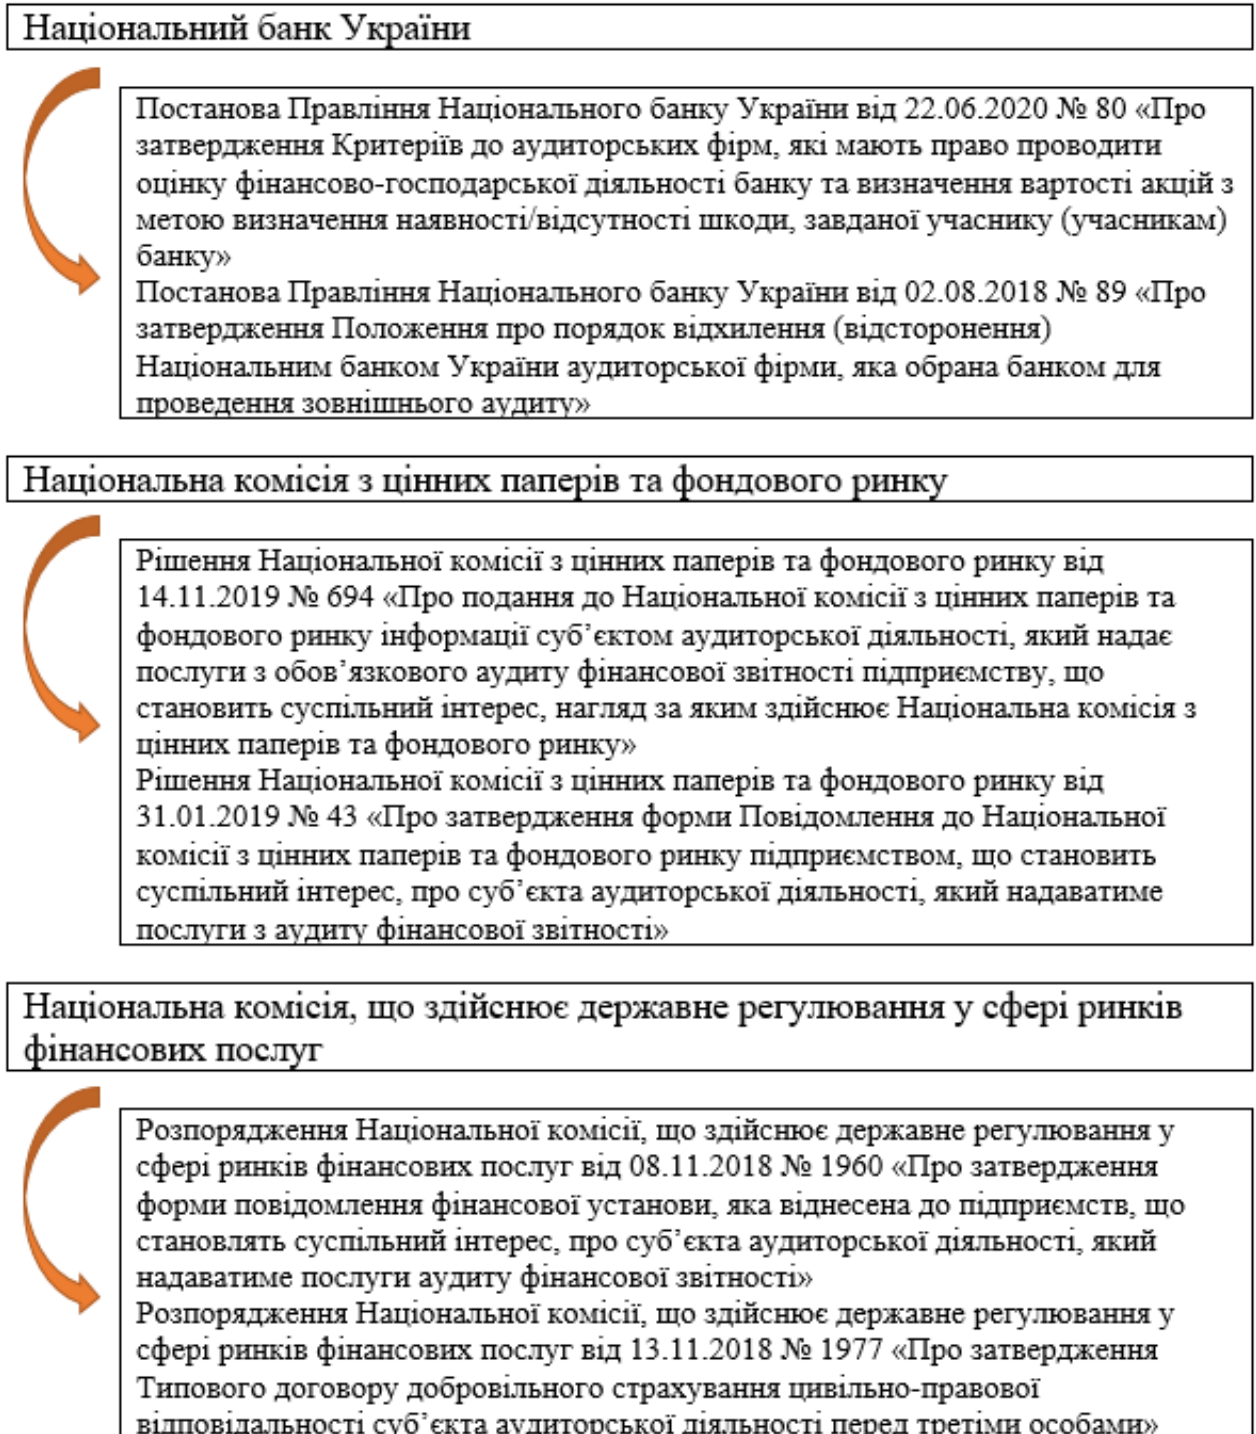 Національний банк України
Постанова Правління Національного банку України від 22.06.2020 № 80 «Про
затвердження Критеріїв до аудиторських фірм, які мають право проводити
оцінку фінансово-господарської діяльності банку та визначення вартості акцій з
метою визначення наявності/відсутності шкоди, завданої учаснику (учасникам)
банку»
Постанова Правління Національного банку України від 02.08.2018 № 89 «Про
затвердження Положення про порядок відхилення (відсторонення)
Національним банком України аудиторської фірми, яка обрана банком для
проведення зовнішнього аудиту»
Національна комісія з цінних паперів та фондового ринку
Рішення Національної комісії з цінних паперів та фондового ринку від
14.11.2019 № 694 «Про подання до Національної комісії з цінних паперів та
фондового ринку інформації суб’єктом аудиторської діяльності, який надає
послуги з обов’язкового аудиту фінансової звітності підприємству, що
становить суспільний інтерес, нагляд за яким здійснює Національна комісія з
цінних паперів та фондового ринку»
Рішення Національної комісії з цінних паперів та фондового ринку від
31.01.2019 № 43 «Про затвердження форми Повідомлення до Національної
комісії з цінних паперів та фондового ринку підприємством, що становить
суспільний інтерес, про суб’єкта аудиторської діяльності, який надаватиме
послуги з аудиту фінансової звітності»
Національна комісія, що здійснює державне регулювання у сфері ринків
фінансових послуг
Розпорядження Національної комісії, що здійснює державне регулювання у
сфері ринків фінансових послуг від 08.11.2018 № 1960 «Про затвердження
форми повідомлення фінансової установи, яка віднесена до підприємств, що
становлять суспільний інтерес, про суб’єкта аудиторської діяльності, який
надаватиме послуги аудиту фінансової звітності»
Розпорядження Національної комісії, що здійснює державне регулювання у
сфері ринків фінансових послуг від 13.11.2018 № 1977 «Про затвердження
Типового договору добровільного страхування цивільно-правової
відповідальності суб’єкта аудиторської діяльності перед третіми особами»